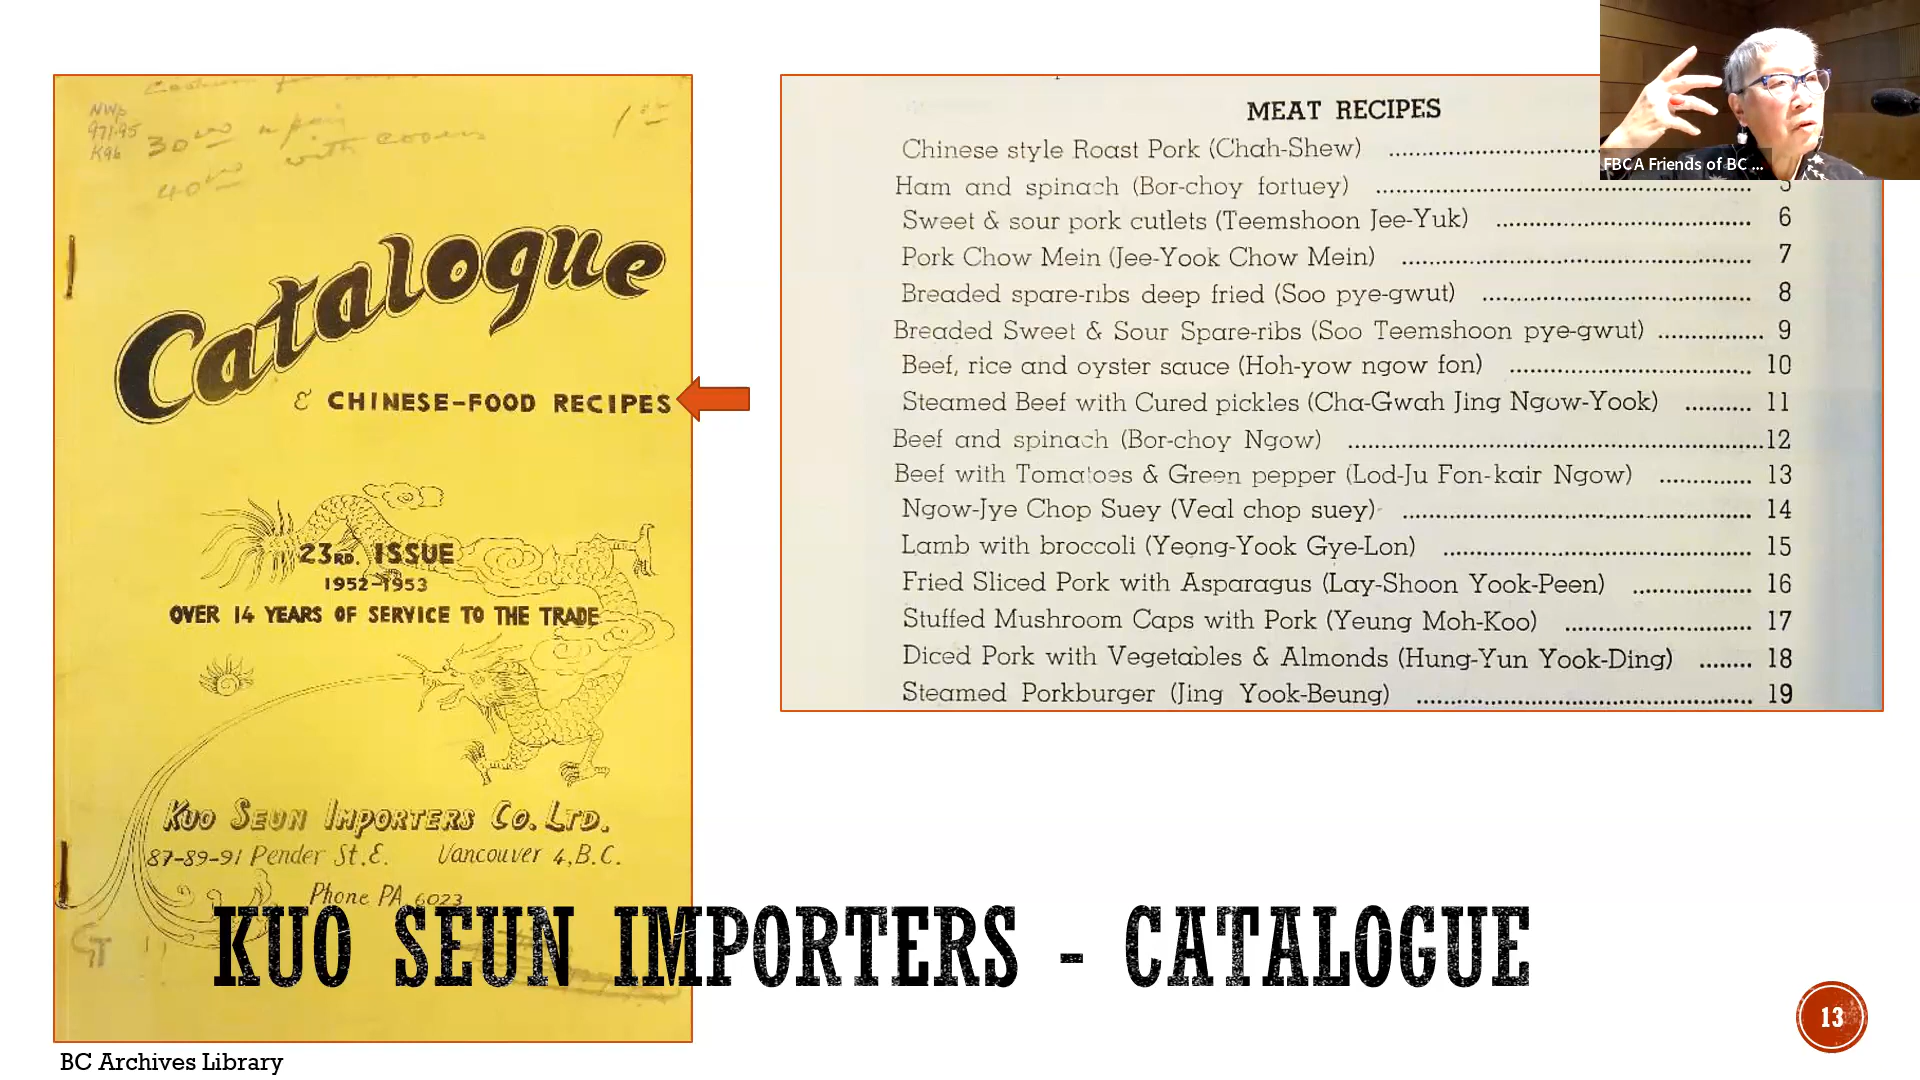 NWp
971.95
K96
30
40
with covers
Catalogue
& CHINESE-FOOD RECIPES
23RD. ISSUE
1952-1953
OVER 14 YEARS OF SERVICE TO THE TRADE
KUO SEUN IMPORTERS CO. LTD.
87-89-91 Pender St. E. Vancouver 4, B.C.
Phone PA 6023
MEAT RECIPES
Chinese style Roast Pork (Chah-Shew) ..............................
Ham and spinach (Bor-choy fortuey) .................................................. 5
Sweet & sour pork cutlets (Teemshoon Jee-Yuk) .................................. 6
Pork Chow Mein (Jee-Yook Chow Mein) .............................................. 7
Breaded spare-ribs deep fried (Soo pye-gwut) .................................... 8
Breaded Sweet & Sour Spare-ribs (Soo Teemshoon pye-gwut) .............. 9
Beef, rice and oyster sauce (Hoh-yow ngow fon) ................................ 10
Steamed Beef with Cured pickles (Cha-Gwah Jing Ngow-Yook) .......... 11
Beef and spinach (Bor-choy Ngow) ......................................................12
Beef with Tomatoes & Green pepper (Lod-Ju Fon-kair Ngow) ............. 13
Ngow-Jye Chop Suey (Veal chop suey) .............................................. 14
Lamb with broccoli (Yeong-Yook Gye-Lon) ........................................ 15
Fried Sliced Pork with Asparagus (Lay-Shoon Yook-Peen) ................. 16
Stuffed Mushroom Caps with Pork (Yeung Moh-Koo) .......................... 17
Diced Pork with Vegetables & Almonds (Hung-Yun Yook-Ding) ........ 18
Steamed Porkburger (Jing Yook-Beung) ............................................. 19
FBCA Friends of BC ...
KUO SEUN IMPORTERS - CATALOGUE
13
BC Archives Library